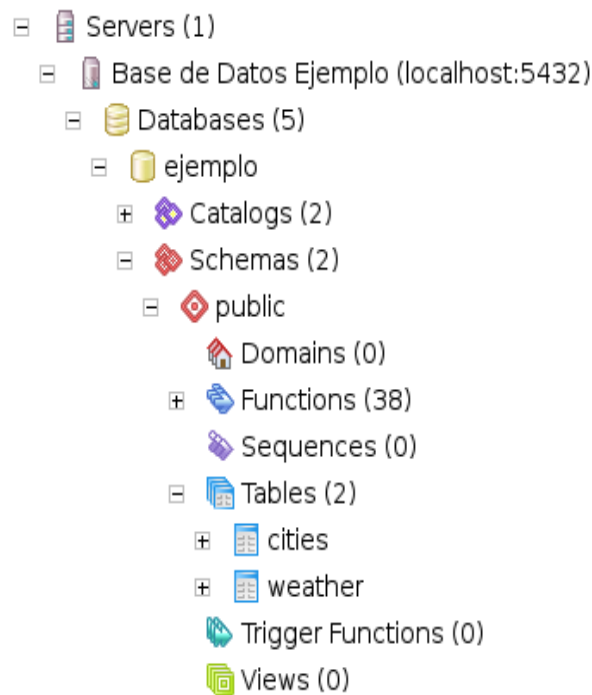 Servers (1)
Base de Datos Ejemplo (localhost:5432)
Databases (5)
ejemplo
Catalogs (2)
Schemas (2)
public
Domains (0)
Functions (38)
Sequences (0)
Tables (2)
cities
weather
Trigger Functions (0)
Views (0)